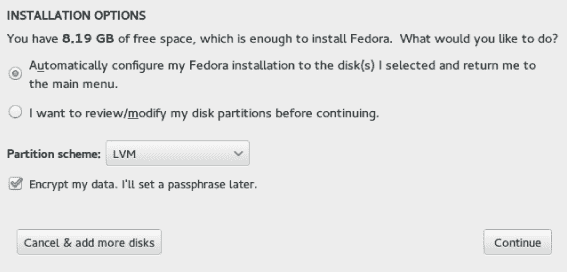 INSTALLATION OPTIONS
You have 8.19 GB of free space, which is enough to install Fedora. What would you like to do?
Automatically configure my Fedora installation to the disk(s) I selected and return me to
the main menu.
I want to review/modify my disk partitions before continuing.
Partition scheme: LVM
Encrypt my data. I'll set a passphrase later.
Cancel & add more disks Continue